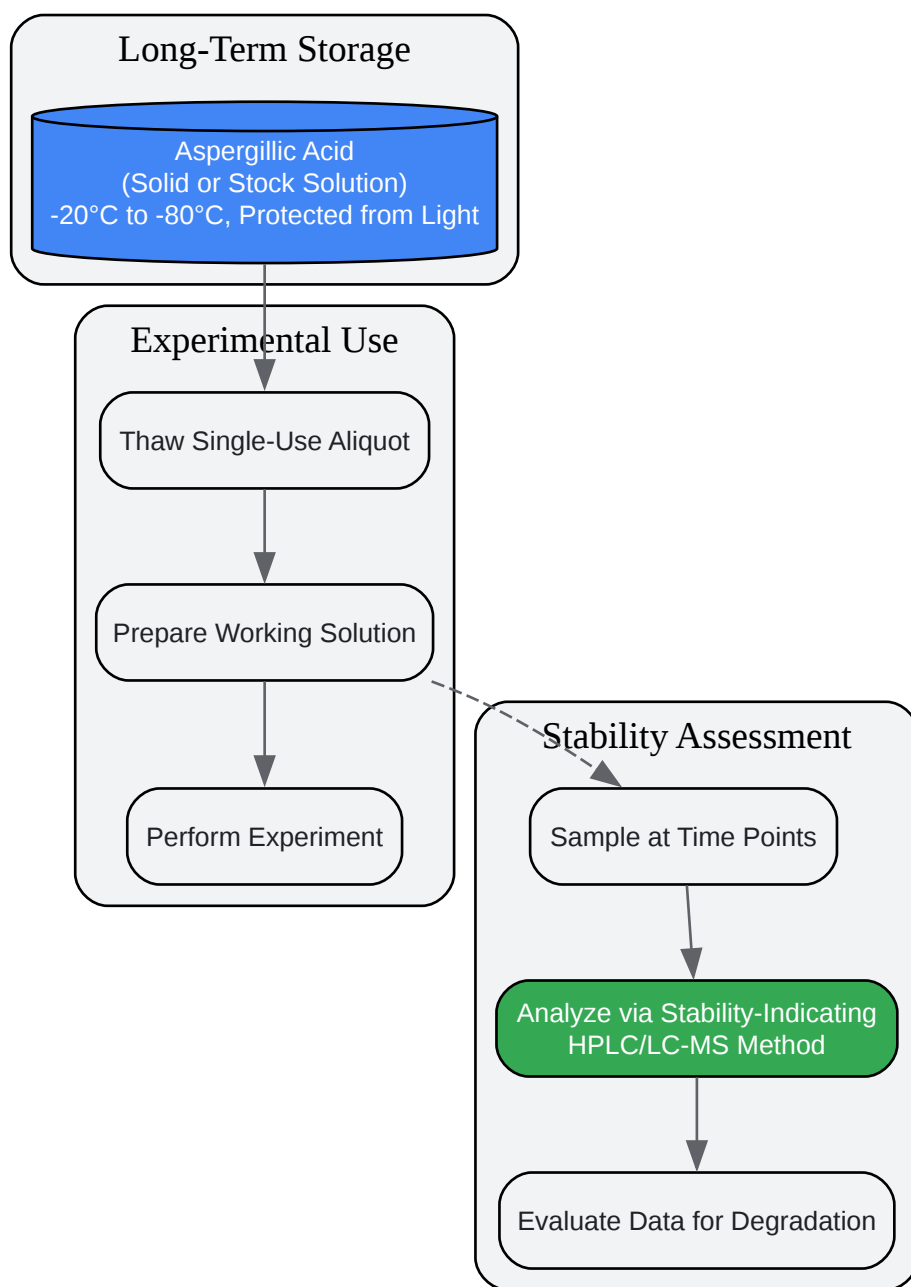 Long-Term Storage
Aspergillic Acid
(Solid or Stock Solution)
-20°C to -80°C, Protected from Light
Experimental Use
Thaw Single-Use Aliquot
Prepare Working Solution
Perform Experiment
Stability Assessment
Sample at Time Points
Analyze via Stability-Indicating
HPLC/LC-MS Method
Evaluate Data for Degradation